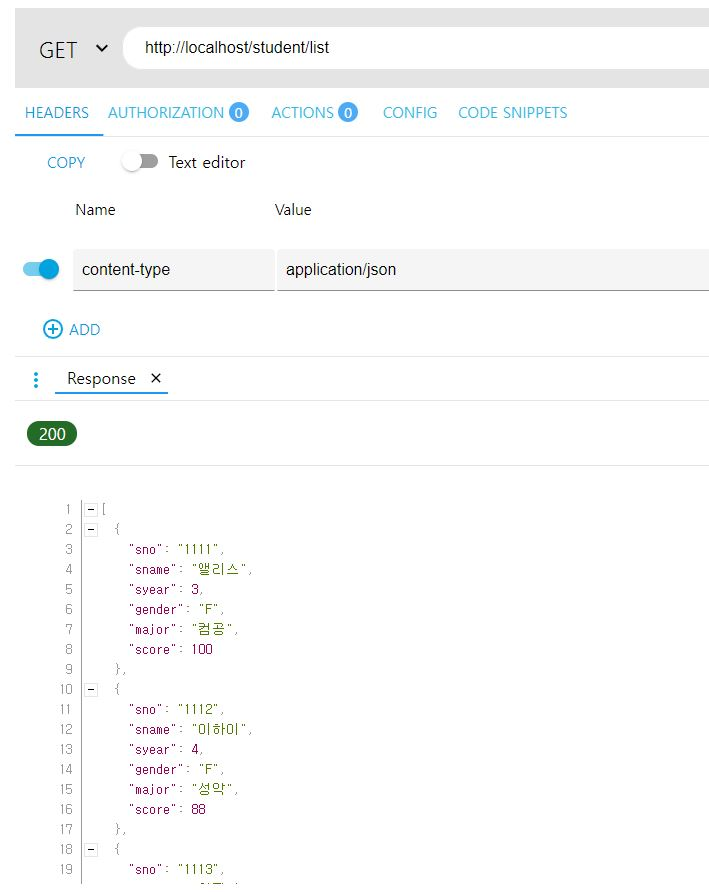 GET http://localhost/student/list
HEADERS AUTHORIZATION 0 ACTIONS 0 CONFIG CODE SNIPPETS
COPY Text editor
Name Value
content-type application/json
ADD
Response ×
200
1 [
2 {
3 "sno": "1111",
4 "sname": "앨리스",
5 "syear": 3,
6 "gender": "F",
7 "major": "컴공",
8 "score": 100
9 },
10 {
11 "sno": "1112",
12 "sname": "이하이",
13 "syear": 4,
14 "gender": "F",
15 "major": "성악",
16 "score": 88
17 },
18 {
19 "sno": "1113",